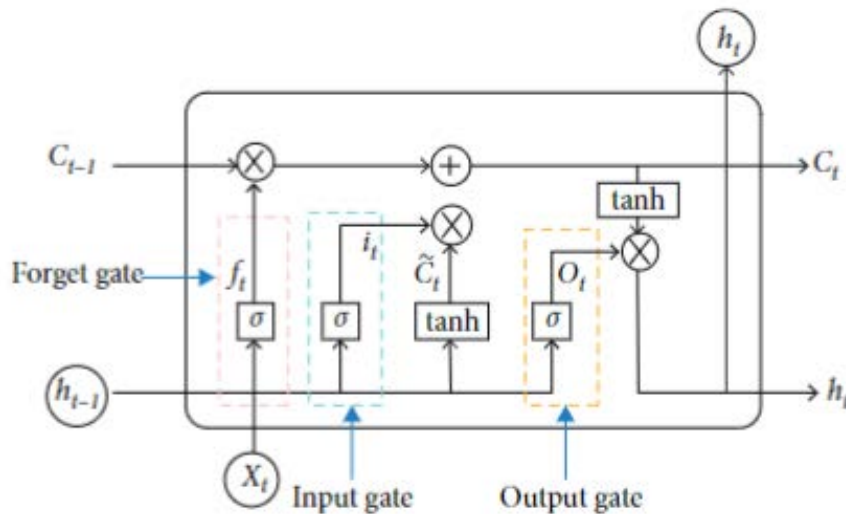 h_t
C_{t-1}
×
+
C_t
tanh
i_t
×
C̃_t
O_t
×
Forget gate
f_t
σ
σ
tanh
σ
h_{t-1}
h_t
X_t
Input gate
Output gate